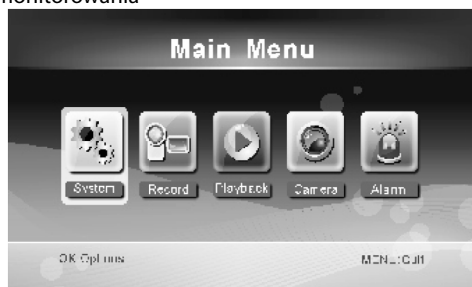 monitorowania
Main Menu
System Record Playback Camera Alarm
OK Options
MENU:Quit